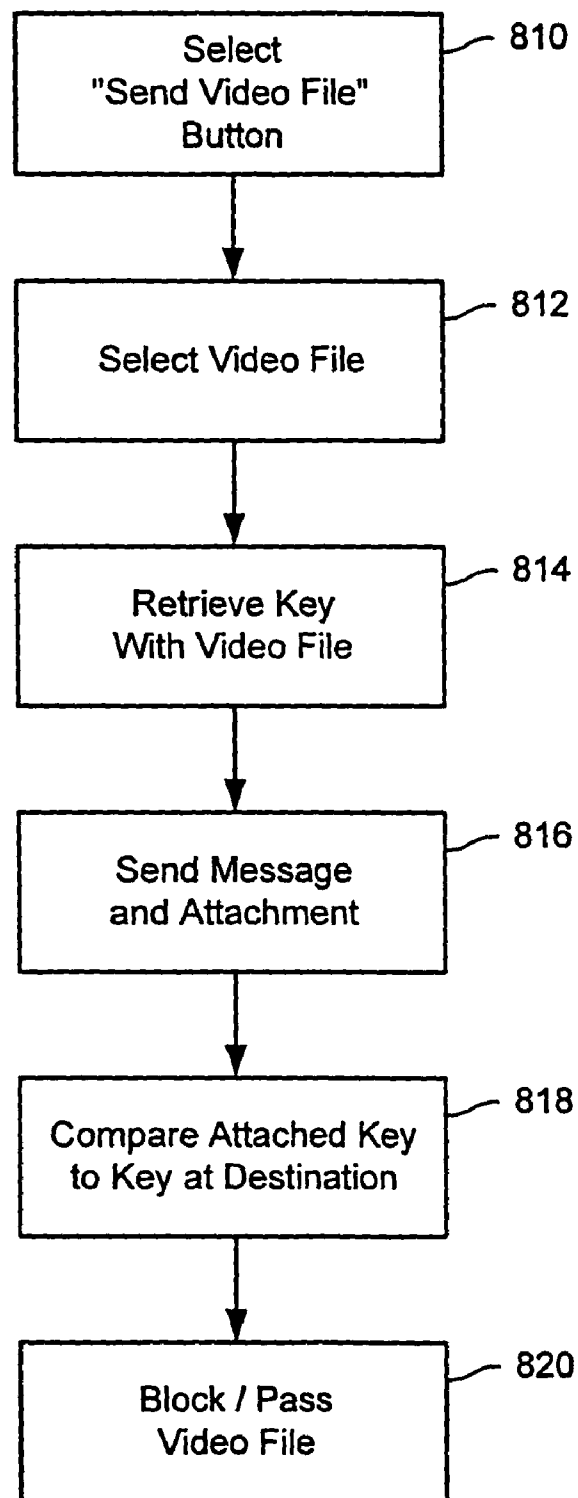 Select
"Send Video File"
Button
810
Select Video File
812
Retrieve Key
With Video File
814
Send Message
and Attachment
816
Compare Attached Key
to Key at Destination
818
Block / Pass
Video File
820